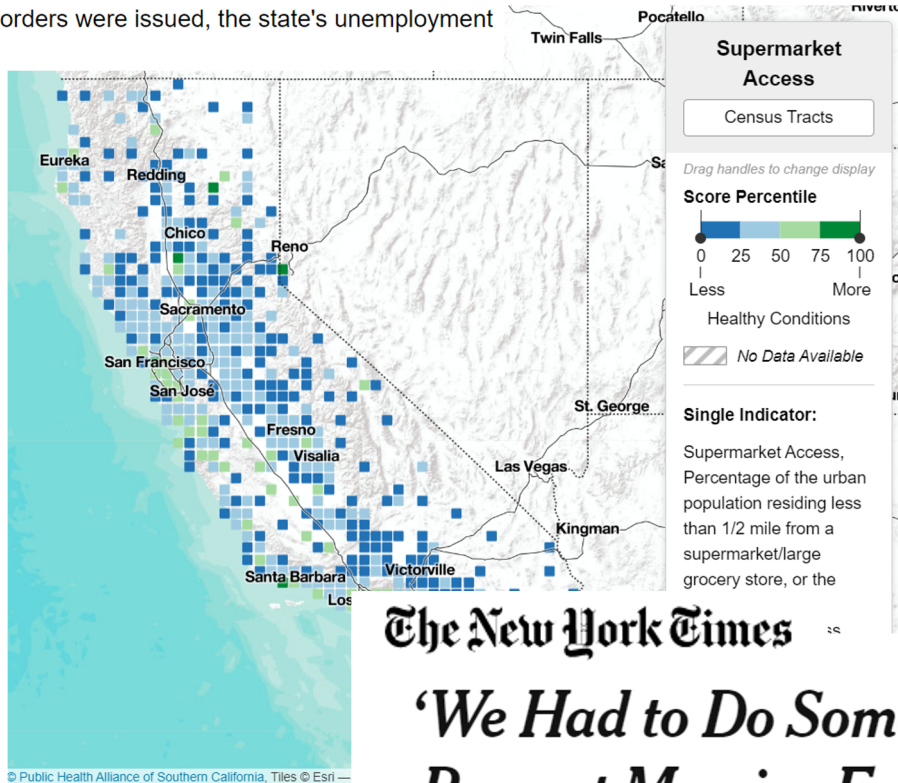 orders were issued, the state's unemployment
Pocatello
Twin Falls
Supermarket
Access
Census Tracts
Drag handles to change display
Score Percentile
0 25 50 75 100
Less More
Healthy Conditions
No Data Available
Single Indicator:
Supermarket Access,
Percentage of the urban
population residing less
than 1/2 mile from a
supermarket/large
grocery store, or the
Eureka
Redding
Chico
Reno
Sacramento
San Francisco
San José
Fresno
Visalia
St. George
Las Vegas
Kingman
Victorville
Santa Barbara
Los
The New York Times
‘We Had to Do Som
© Public Health Alliance of Southern California, Tiles © Esri —